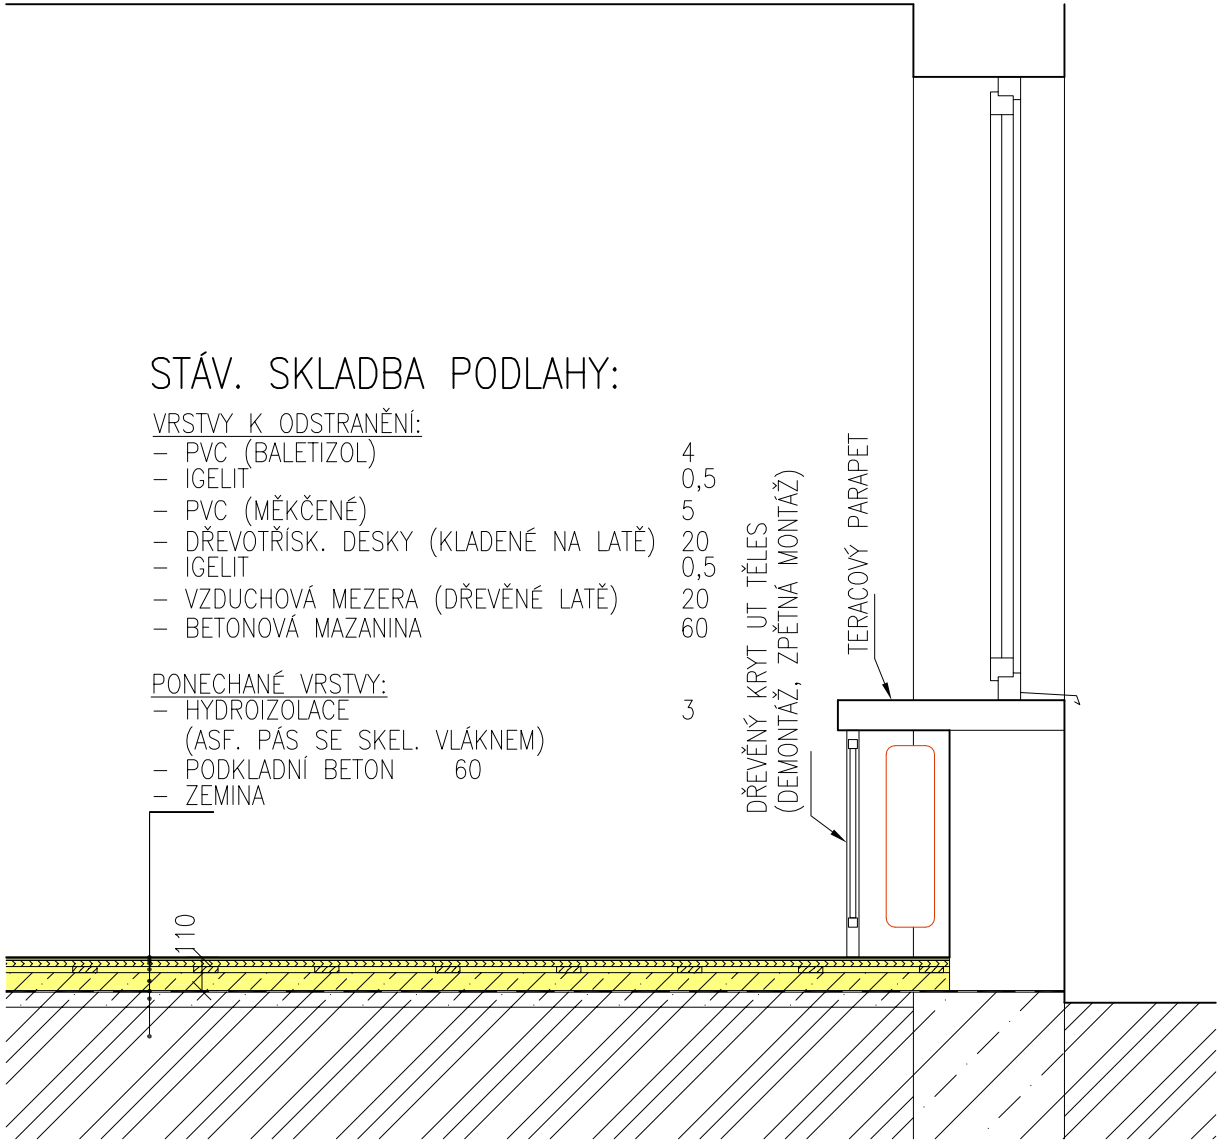 STÁV. SKLADBA PODLAHY:
VRSTVY K ODSTRANĚNÍ:
– PVC (BALETIZOL) 4
– IGELIT 0,5
– PVC (MĚKČENÉ) 5
– DŘEVOTŘÍSK. DESKY (KLADENÉ NA LATĚ) 20
– IGELIT 0,5
– VZDUCHOVÁ MEZERA (DŘEVĚNÉ LATĚ) 20
– BETONOVÁ MAZANINA 60
PONECHANÉ VRSTVY:
– HYDROIZOLACE 3
(ASF. PÁS SE SKEL. VLÁKNEM)
– PODKLADNÍ BETON 60
– ZEMINA
110
DŘEVĚNÝ KRYT UT TĚLES
(DEMONTÁŽ, ZPĚTNÁ MONTÁŽ)
TERACOVÝ PARAPET